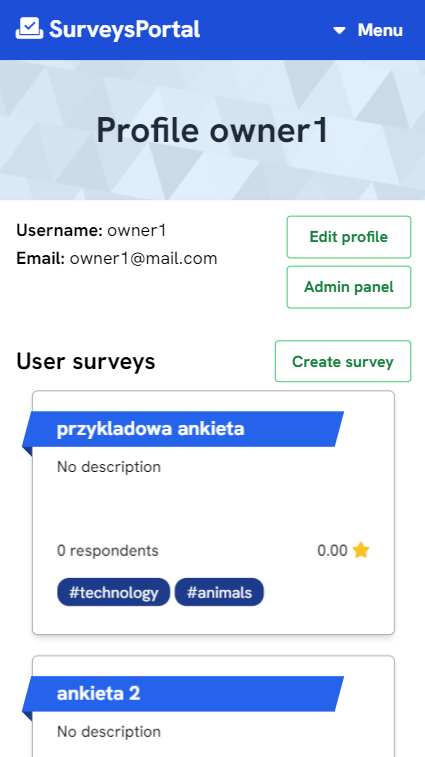 SurveysPortal
Menu
Profile owner1
Username: owner1
Email: owner1@mail.com
Edit profile
Admin panel
User surveys
Create survey
przykladowa ankieta
No description
0 respondents
0.00
#technology #animals
ankieta 2
No description